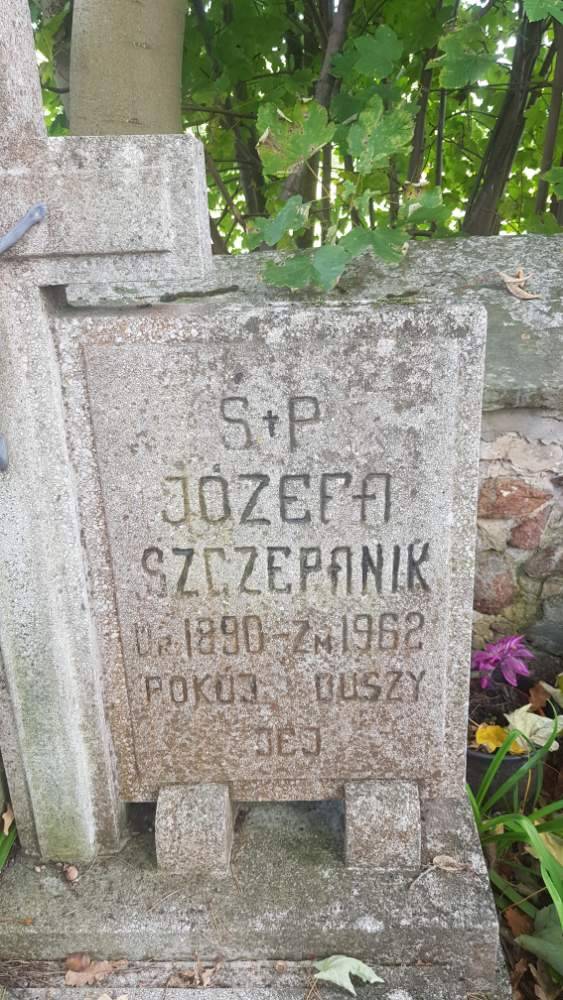 S†P
JÓZEFA
SZCZEPANIK
UR 1890-ZM 1962
POKÓJ DUSZY
JEJ